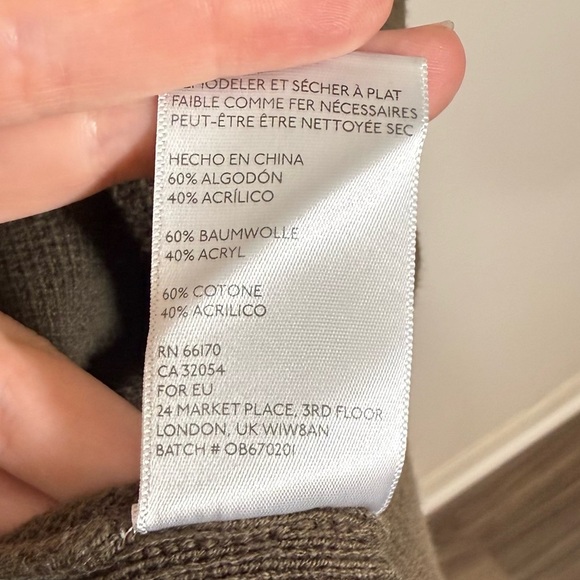 REMODELER ET SÉCHER À PLAT
FAIBLE COMME FER NÉCESSAIRES
PEUT-ÊTRE ÊTRE NETTOYÉE SEC
HECHO EN CHINA
60% ALGODÓN
40% ACRÍLICO
60% BAUMWOLLE
40% ACRYL
60% COTONE
40% ACRILICO
RN 66170
CA 32054
FOR EU
24 MARKET PLACE, 3RD FLOOR
LONDON, UK W1W8AN
BATCH # OB670201